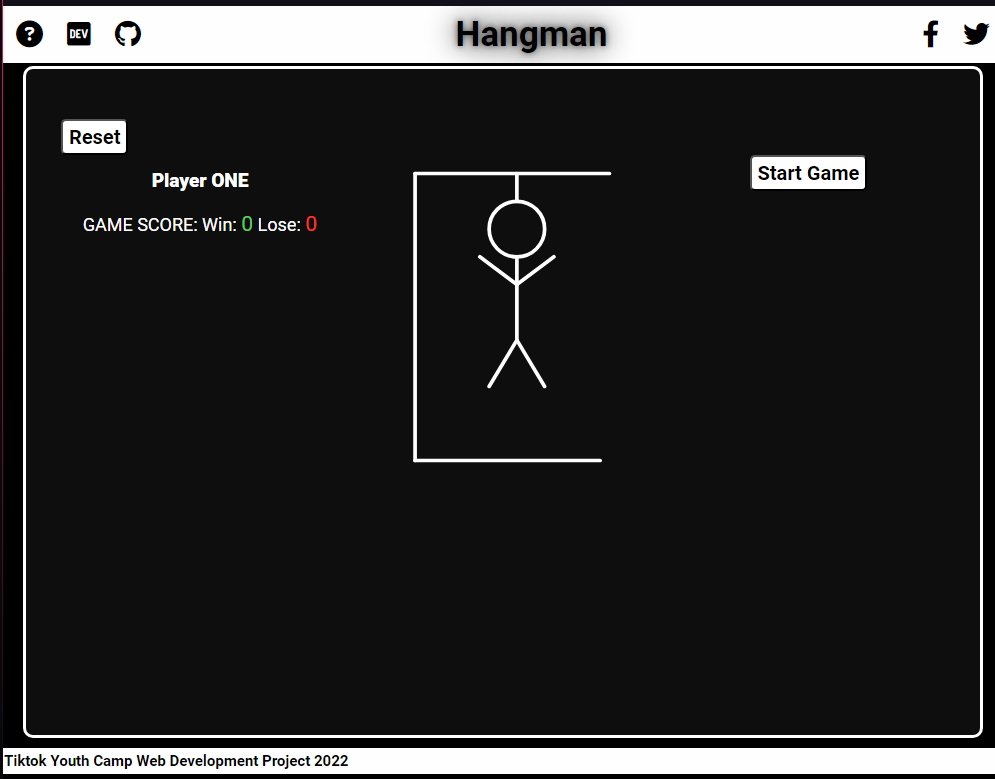 ? DEV Hangman
Reset
Start Game
Player ONE
GAME SCORE: Win: 0 Lose: 0
Tiktok Youth Camp Web Development Project 2022